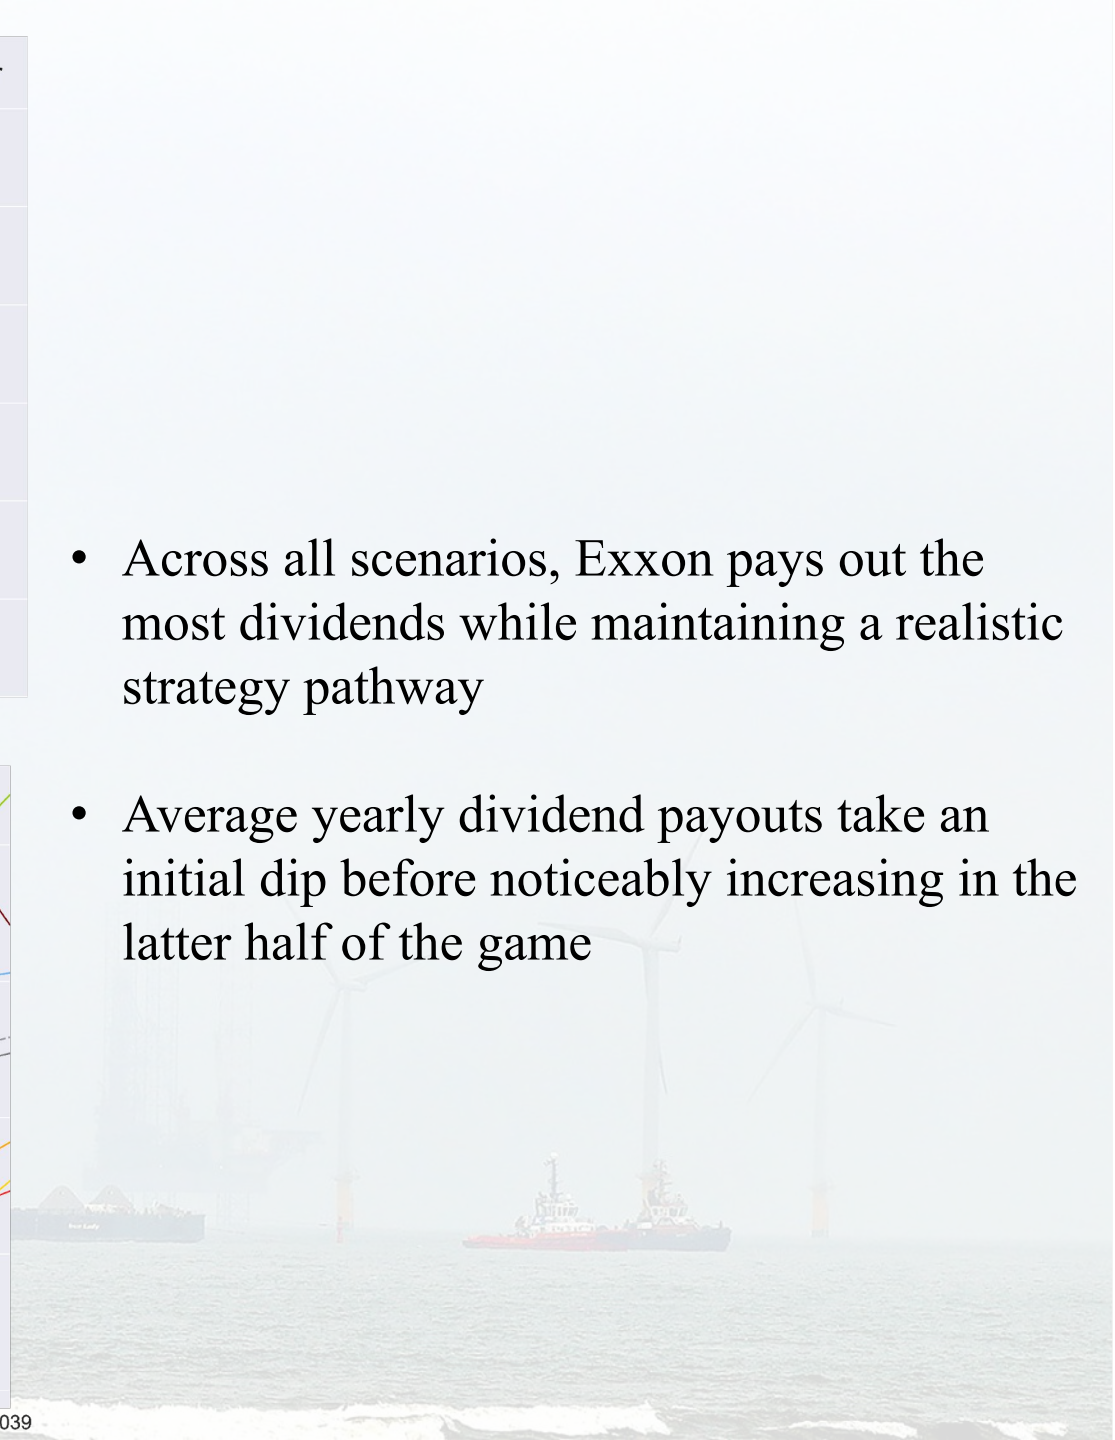 • Across all scenarios, Exxon pays out the
most dividends while maintaining a realistic
strategy pathway
• Average yearly dividend payouts take an
initial dip before noticeably increasing in the
latter half of the game
039